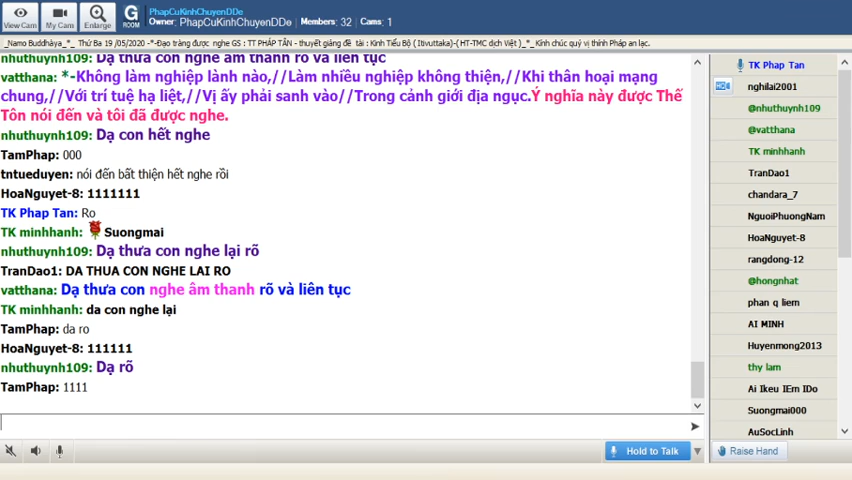 View Cam
My Cam
Enlarge
G
ROOM
PhapCuKinhChuyenDDe
Owner: PhapCuKinhChuyenDDe | Members: 32 | Cams: 1
_Namo Buddhàya_*_ Thứ Ba 19 /05/2020 -*-Đạo tràng được nghe GS : TT PHÁP TÂN - thuyết giảng đề tài : Kinh Tiểu Bộ ( Itivuttaka)-( HT-TMC dịch Việt )_*_ Kính chúc quý vị thính Pháp an lạc.
nhuthuynh109: Dạ thưa con nghe âm thanh rõ và liên tục
vatthana: *-Không làm nghiệp lành nào,//Làm nhiều nghiệp không thiện,//Khi thân hoại mạng
chung,//Với trí tuệ hạ liệt,//Vị ấy phải sanh vào//Trong cảnh giới địa ngục.Ý nghĩa này được Thế
Tôn nói đến và tôi đã được nghe.
nhuthuynh109: Dạ con hết nghe
TamPhap: 000
tntueduyen: nói đến bất thiện hết nghe rồi
HoaNguyet-8: 1111111
TK Phap Tan: Ro
TK minhhanh: Suongmai
nhuthuynh109: Dạ thưa con nghe lại rõ
TranDao1: DA THUA CON NGHE LAI RO
vatthana: Dạ thưa con nghe âm thanh rõ và liên tục
TK minhhanh: da con nghe lại
TamPhap: da ro
HoaNguyet-8: 111111
nhuthuynh109: Dạ rõ
TamPhap: 1111
Hold to Talk
TK Phap Tan
HD
nghilai2001
@nhuthuynh109
@vatthana
TK minhhanh
TranDao1
chandara_7
NguoiPhuongNam
HoaNguyet-8
rangdong-12
@hongnhat
phan q liem
AI MINH
Huyenmong2013
thy lam
Ai Ikeu IEm IDo
Suongmai000
AuSocLinh
Raise Hand